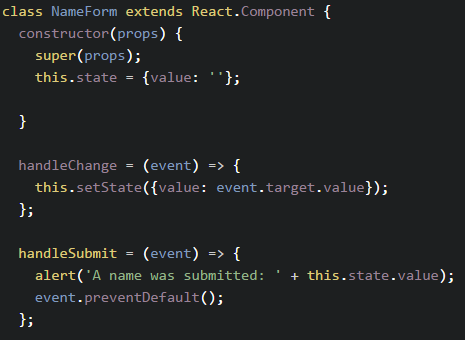 class NameForm extends React.Component {
  constructor(props) {
    super(props);
    this.state = {value: ''};

  }

  handleChange = (event) => {
    this.setState({value: event.target.value});
  };

  handleSubmit = (event) => {
    alert('A name was submitted: ' + this.state.value);
    event.preventDefault();
  };